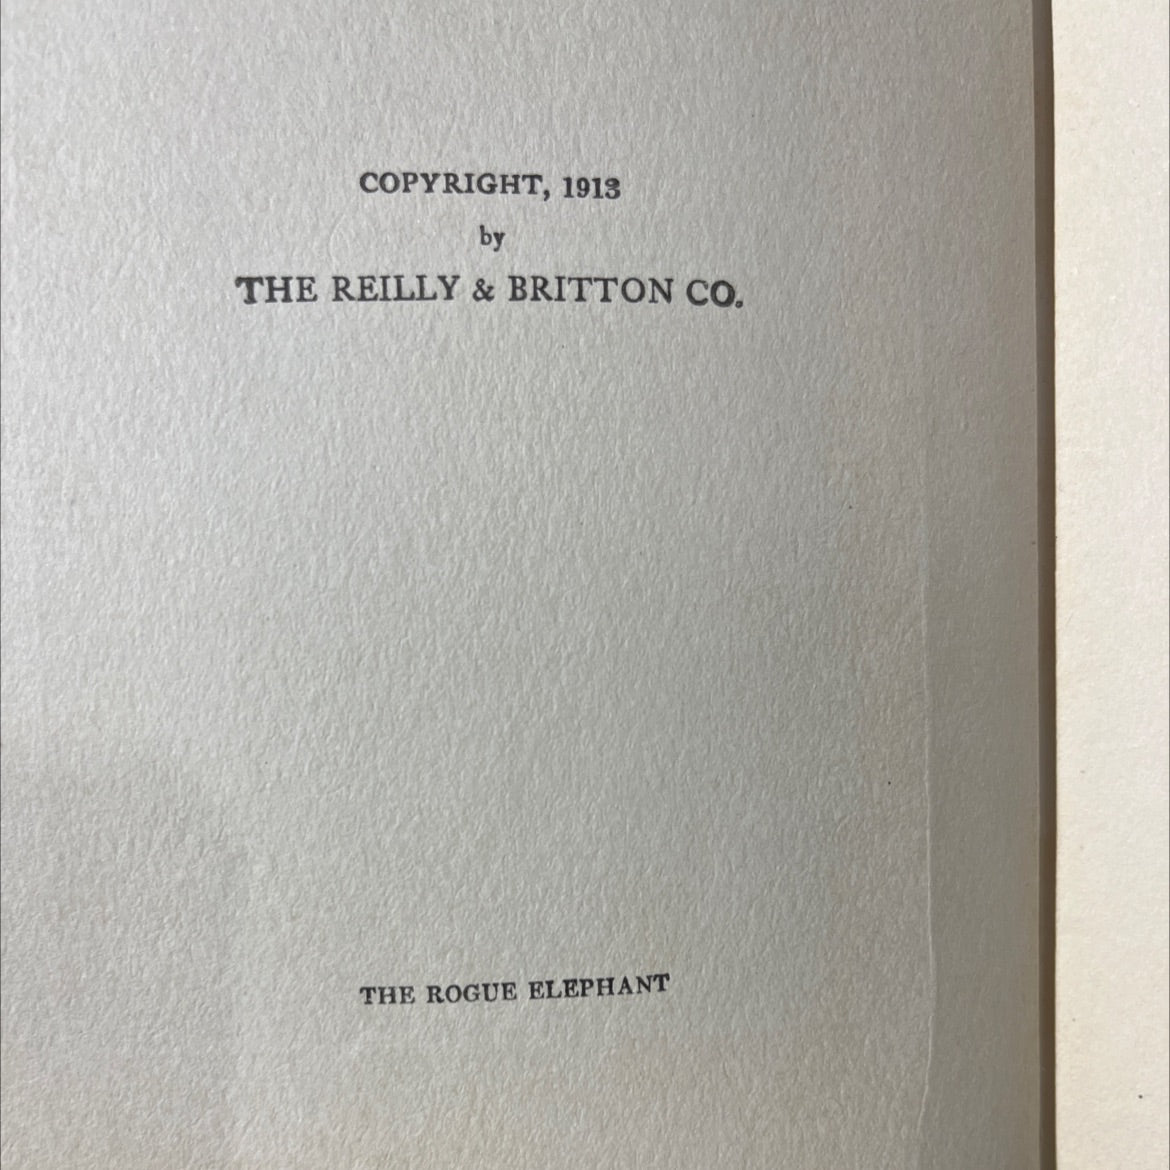 COPYRIGHT, 1913
by
THE REILLY & BRITTON CO.
THE ROGUE ELEPHANT